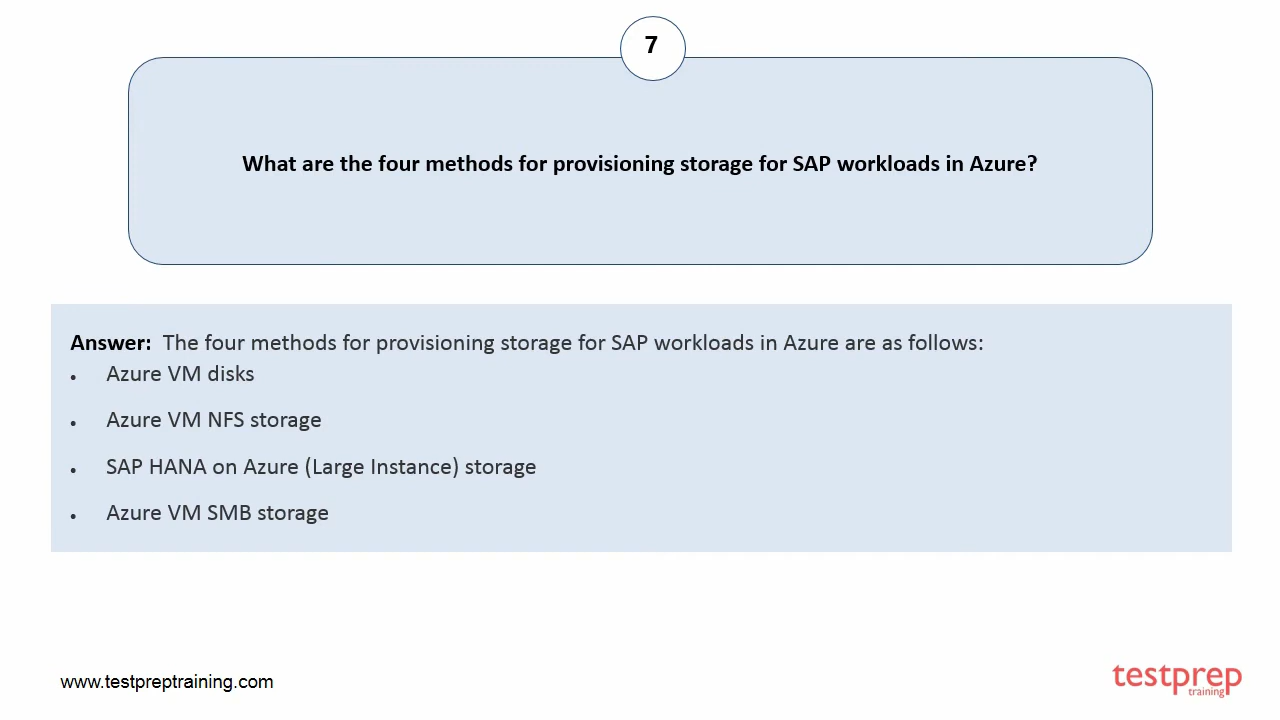 7
What are the four methods for provisioning storage for SAP workloads in Azure?
Answer: The four methods for provisioning storage for SAP workloads in Azure are as follows:
• Azure VM disks
• Azure VM NFS storage
• SAP HANA on Azure (Large Instance) storage
• Azure VM SMB storage
www.testpreptraining.com
testprep
training